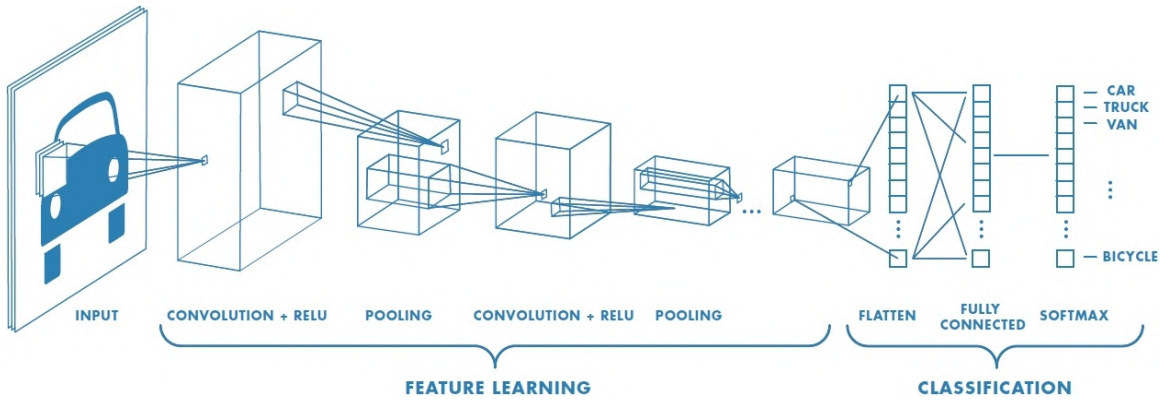 CAR
TRUCK
VAN
BICYCLE
INPUT
CONVOLUTION + RELU
POOLING
CONVOLUTION + RELU
POOLING
FLATTEN
FULLY
CONNECTED
SOFTMAX
FEATURE LEARNING
CLASSIFICATION